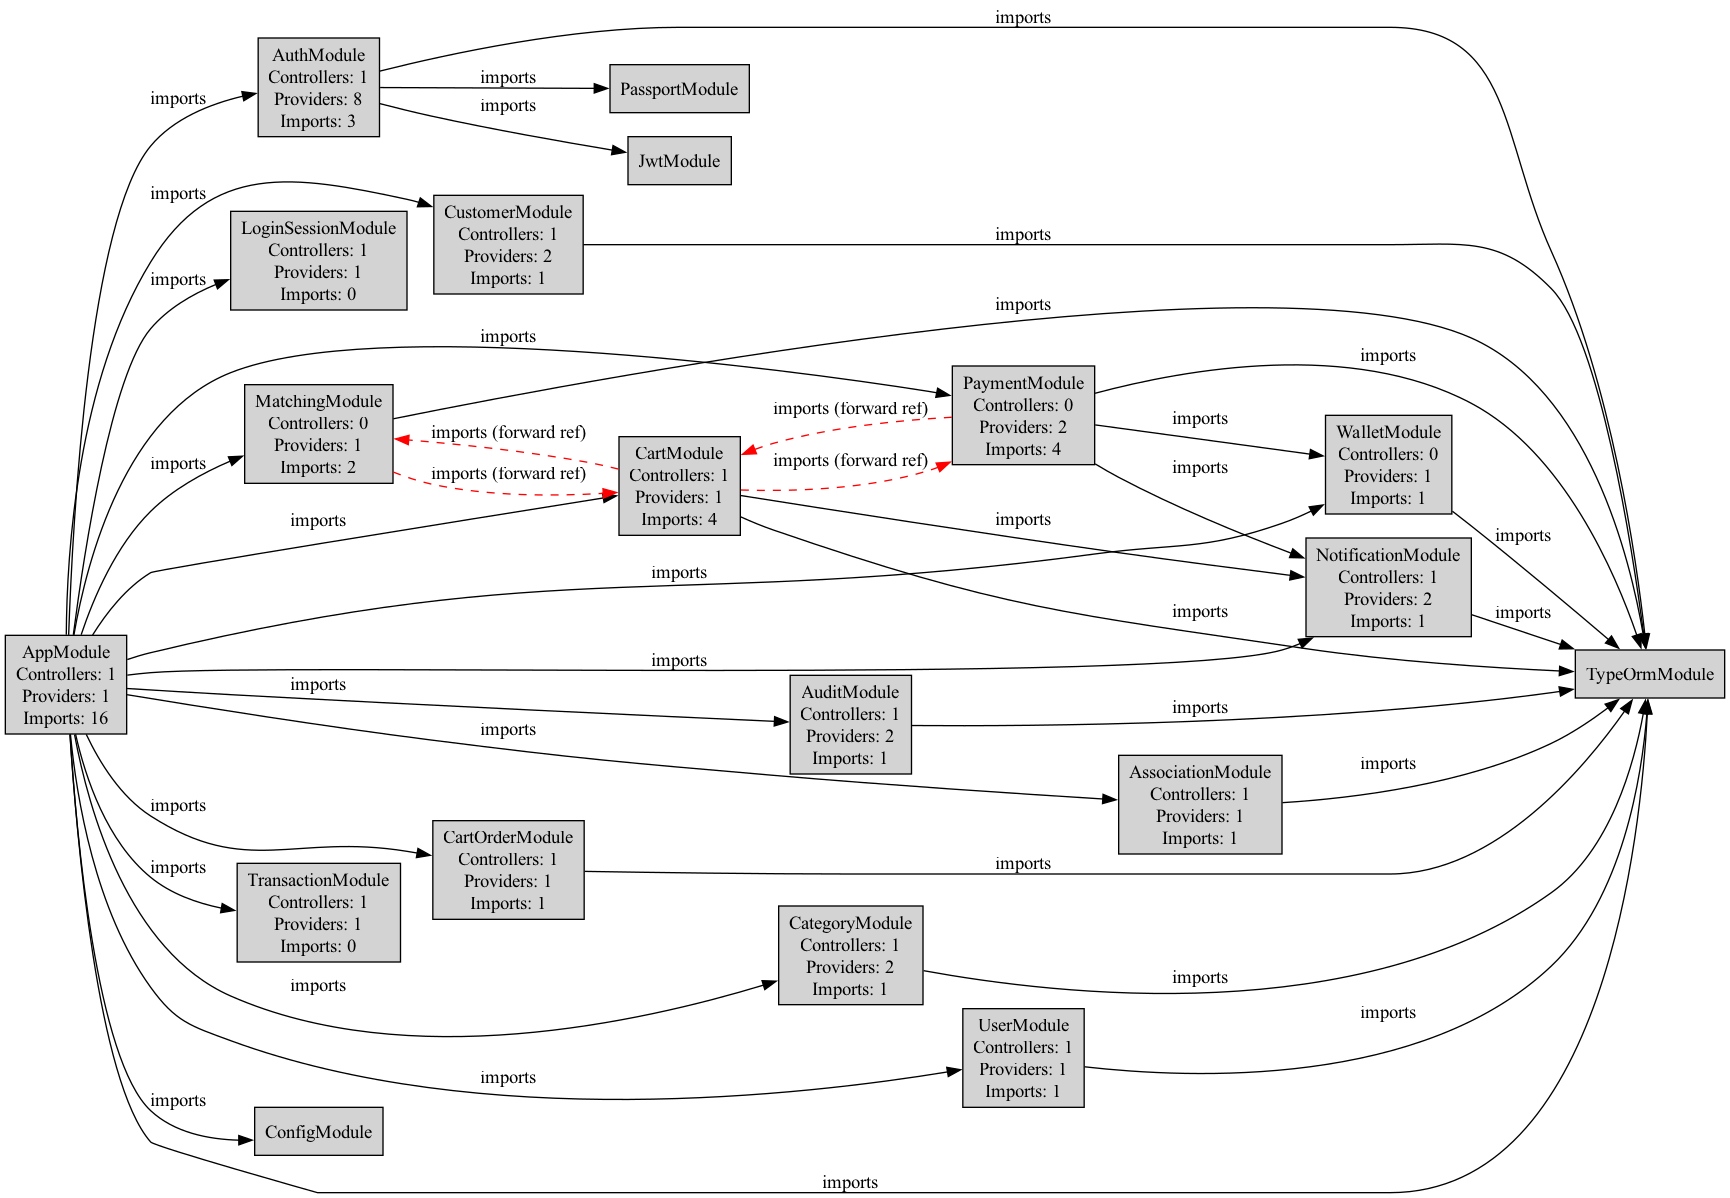 imports
AuthModule
Controllers: 1
Providers: 8
Imports: 3
imports
PassportModule
imports
imports
JwtModule
imports
CustomerModule
Controllers: 1
Providers: 2
Imports: 1
imports
LoginSessionModule
Controllers: 1
Providers: 1
Imports: 0
imports
imports
imports
PaymentModule
Controllers: 0
Providers: 2
Imports: 4
imports
MatchingModule
Controllers: 0
Providers: 1
Imports: 2
imports
imports (forward ref)
imports (forward ref)
CartModule
Controllers: 1
Providers: 1
Imports: 4
imports (forward ref)
imports (forward ref)
imports
imports
WalletModule
Controllers: 0
Providers: 1
Imports: 1
imports
imports
imports
NotificationModule
Controllers: 1
Providers: 2
Imports: 1
imports
imports
imports
AppModule
Controllers: 1
Providers: 1
Imports: 16
imports
imports
TypeOrmModule
imports
AuditModule
Controllers: 1
Providers: 2
Imports: 1
imports
imports
AssociationModule
Controllers: 1
Providers: 1
Imports: 1
imports
imports
CartOrderModule
Controllers: 1
Providers: 1
Imports: 1
imports
imports
TransactionModule
Controllers: 1
Providers: 1
Imports: 0
CategoryModule
Controllers: 1
Providers: 2
Imports: 1
imports
imports
UserModule
Controllers: 1
Providers: 1
Imports: 1
imports
imports
imports
ConfigModule
imports